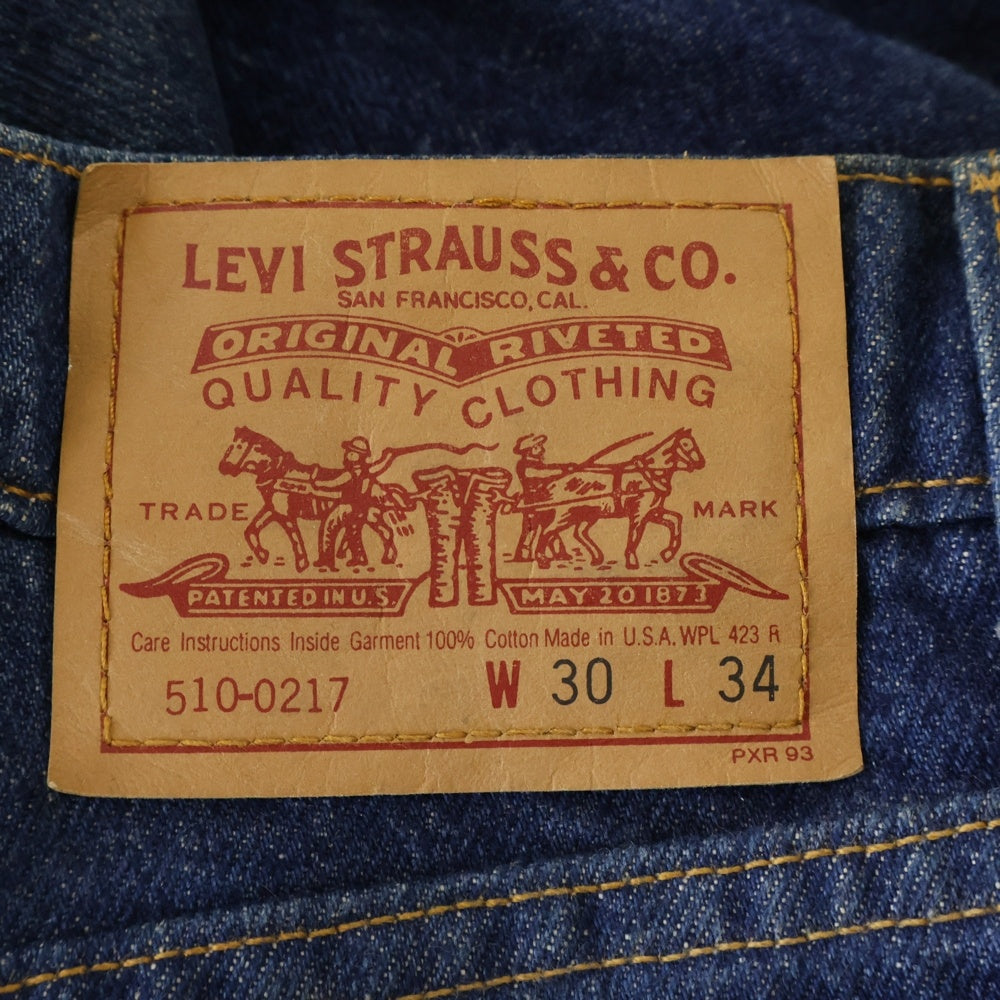 LEVI STRAUSS & CO.
SAN FRANCISCO, CAL.
ORIGINAL RIVETED
QUALITY CLOTHING
TRADE MARK
PATENTED IN U.S. MAY 20 1873
Care Instructions Inside Garment 100% Cotton Made in U.S.A. WPL 423 R
510-0217 W 30 L 34
PXR 93